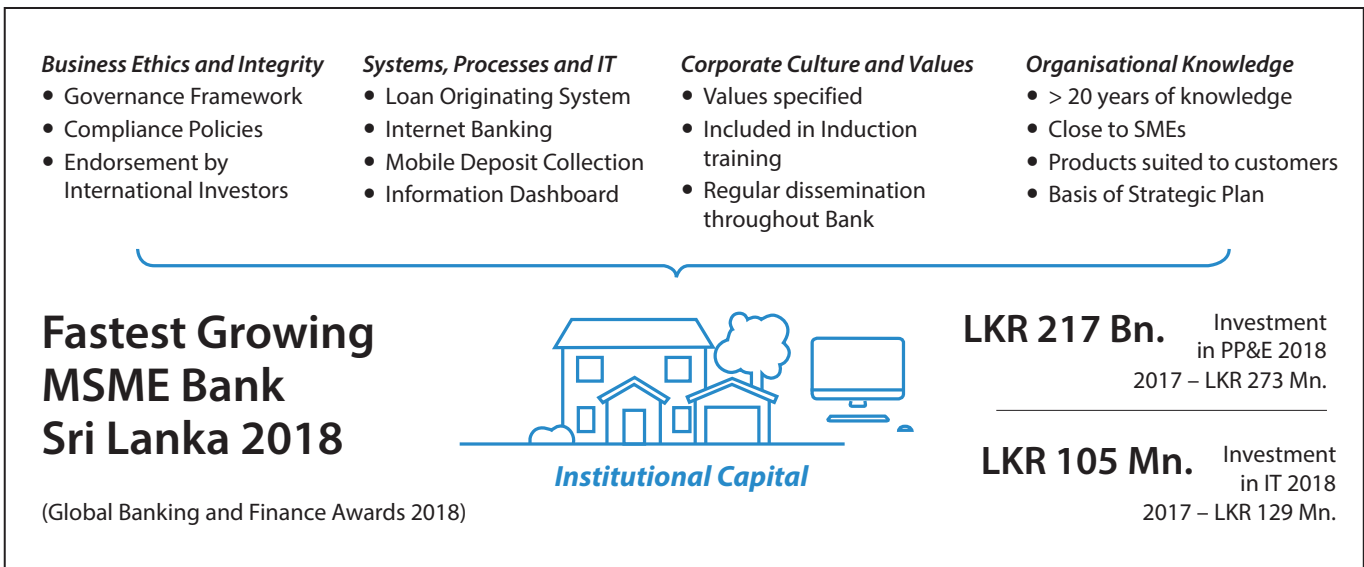 Business Ethics and Integrity
• Governance Framework
• Compliance Policies
• Endorsement by
International Investors
Systems, Processes and IT
• Loan Originating System
• Internet Banking
• Mobile Deposit Collection
• Information Dashboard
Corporate Culture and Values
• Values specified
• Included in Induction
training
• Regular dissemination
throughout Bank
Organisational Knowledge
• > 20 years of knowledge
• Close to SMEs
• Products suited to customers
• Basis of Strategic Plan
Fastest Growing
MSME Bank
Sri Lanka 2018
(Global Banking and Finance Awards 2018)
Institutional Capital
LKR 217 Bn. Investment
in PP&E 2018
2017 – LKR 273 Mn.
LKR 105 Mn. Investment
in IT 2018
2017 – LKR 129 Mn.